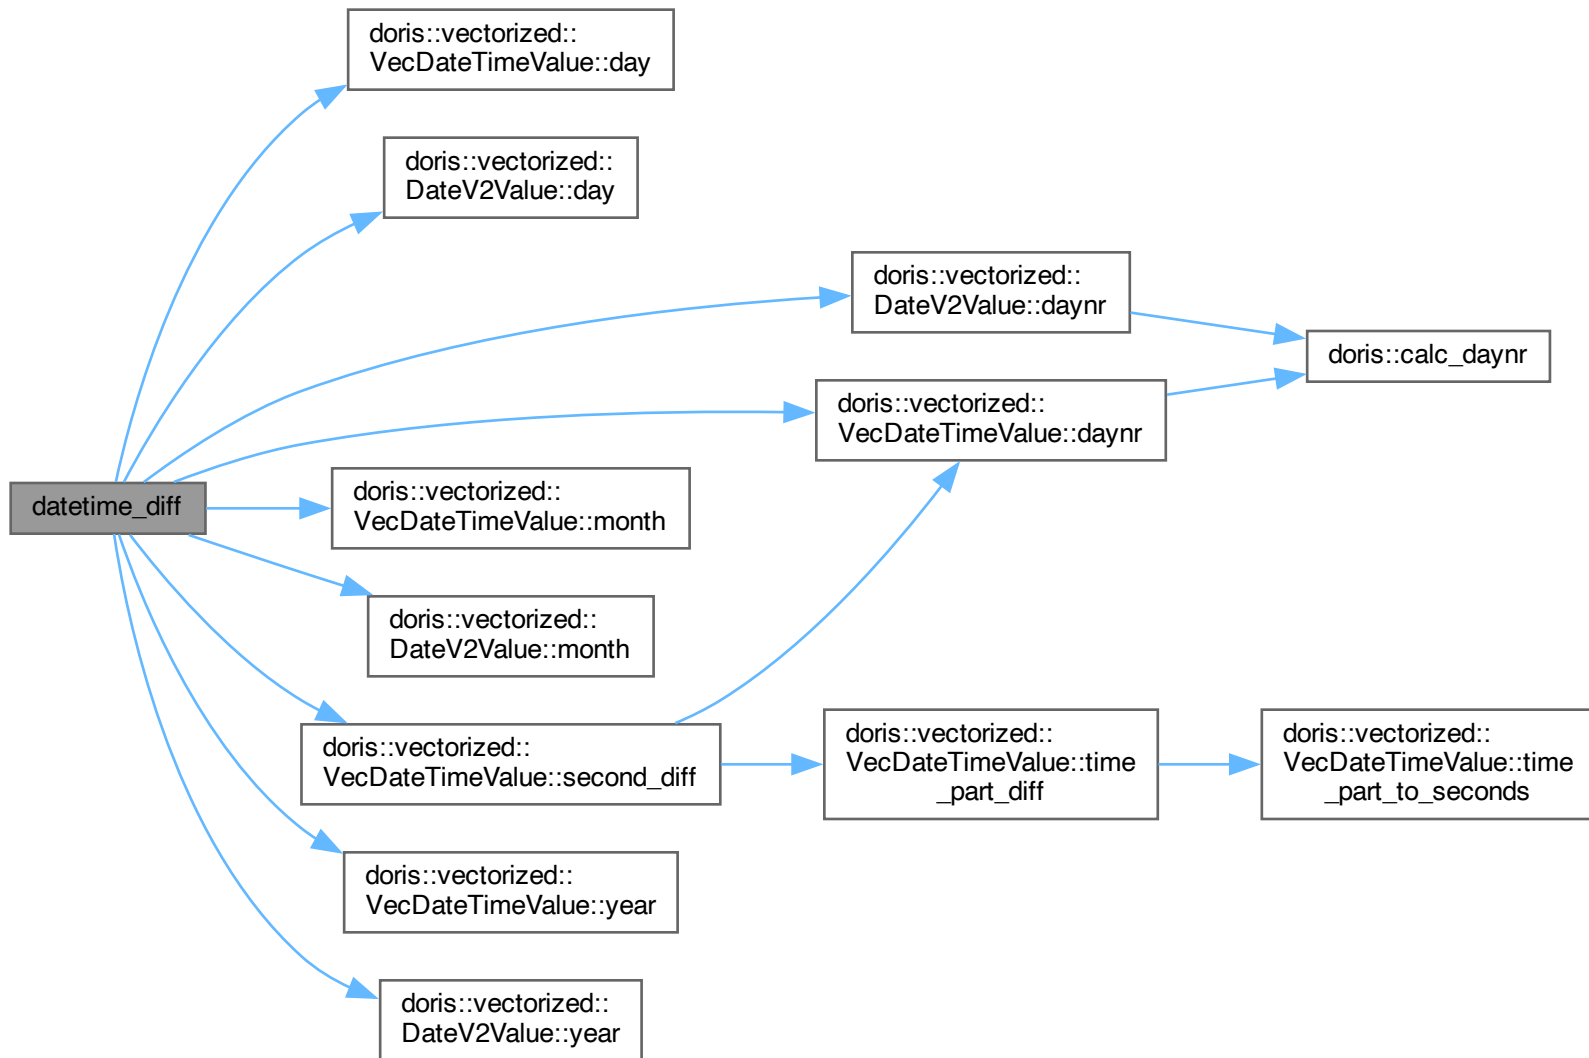 doris::vectorized::
VecDateTimeValue::day
doris::vectorized::
DateV2Value::day
doris::vectorized::
DateV2Value::daynr
doris::calc_daynr
doris::vectorized::
VecDateTimeValue::daynr
datetime_diff
doris::vectorized::
VecDateTimeValue::month
doris::vectorized::
DateV2Value::month
doris::vectorized::
VecDateTimeValue::second_diff
doris::vectorized::
VecDateTimeValue::time
_part_diff
doris::vectorized::
VecDateTimeValue::time
_part_to_seconds
doris::vectorized::
VecDateTimeValue::year
doris::vectorized::
DateV2Value::year